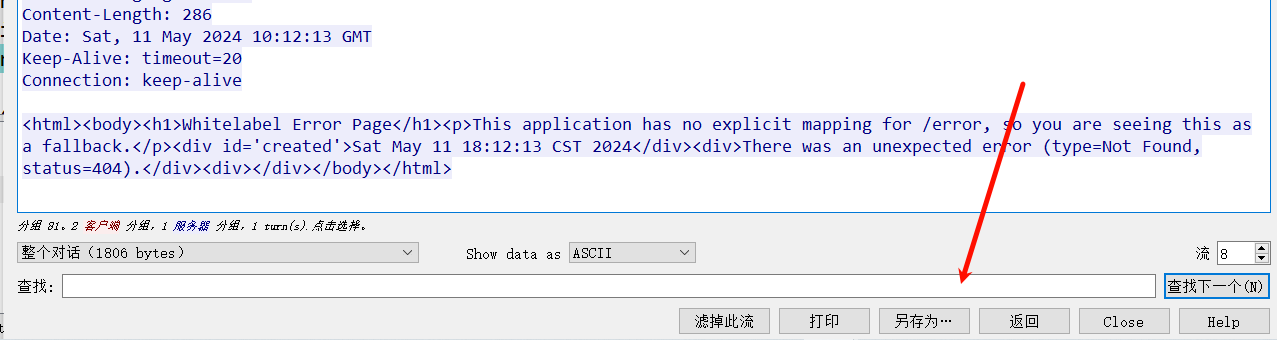 Content-Length: 286
Date: Sat, 11 May 2024 10:12:13 GMT
Keep-Alive: timeout=20
Connection: keep-alive
<html><body><h1>Whitelabel Error Page</h1><p>This application has no explicit mapping for /error, so you are seeing this as
a fallback.</p><div id='created'>Sat May 11 18:12:13 CST 2024</div><div>There was an unexpected error (type=Not Found,
status=404).</div><div></div></body></html>
分组 81。2 客户端 分组，1 服务器 分组，1 turn(s).点击选择。
整个对话（1806 bytes） Show data as ASCII 流 8
查找: 查找下一个(N)
滤掉此流 打印 另存为… 返回 Close Help